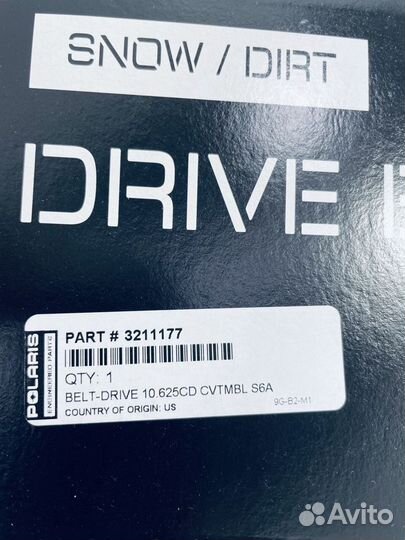 SNOW / DIRT
DRIVE
POLARIS
ENGINEERED PARTS
PART # 3211177
QTY: 1
BELT-DRIVE 10.625CD CVTMBL S6A
COUNTRY OF ORIGIN: US
9G-B2-M1
Avito